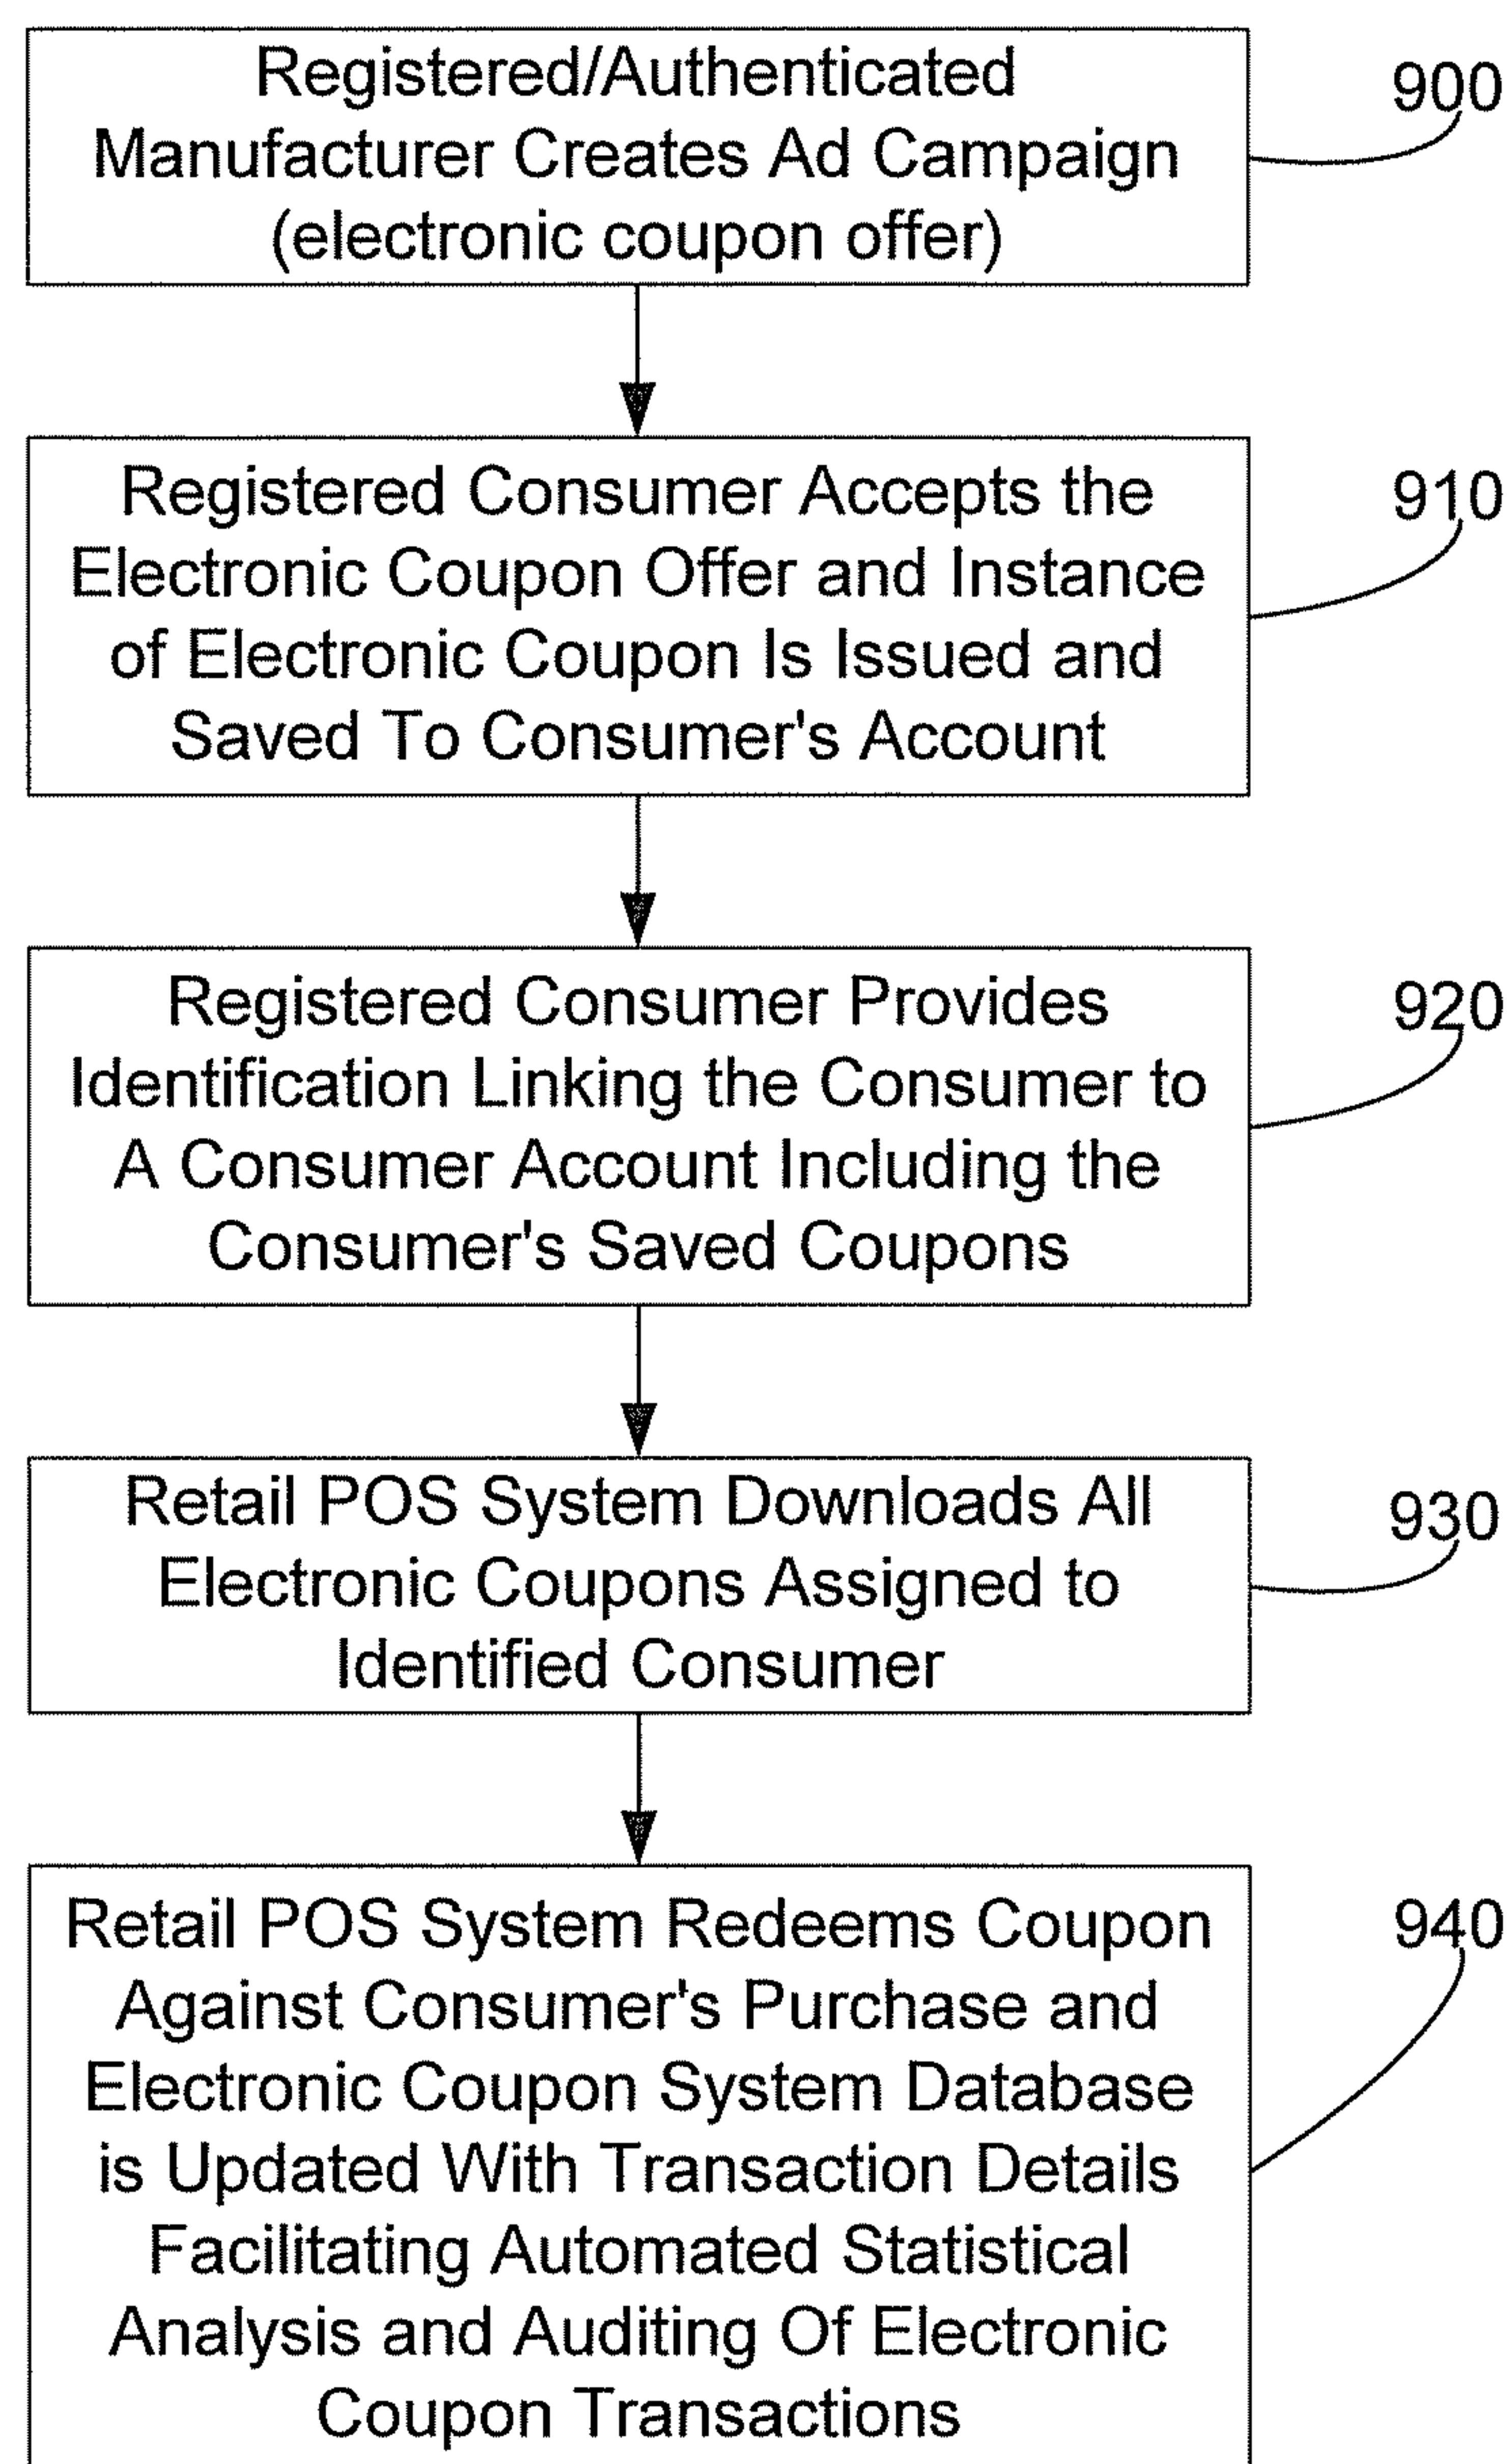 Registered/Authenticated
Manufacturer Creates Ad Campaign
(electronic coupon offer)
900
Registered Consumer Accepts the
Electronic Coupon Offer and Instance
of Electronic Coupon Is Issued and
Saved To Consumer's Account
910
Registered Consumer Provides
Identification Linking the Consumer to
A Consumer Account Including the
Consumer's Saved Coupons
920
Retail POS System Downloads All
Electronic Coupons Assigned to
Identified Consumer
930
Retail POS System Redeems Coupon
Against Consumer's Purchase and
Electronic Coupon System Database
is Updated With Transaction Details
Facilitating Automated Statistical
Analysis and Auditing Of Electronic
Coupon Transactions
940